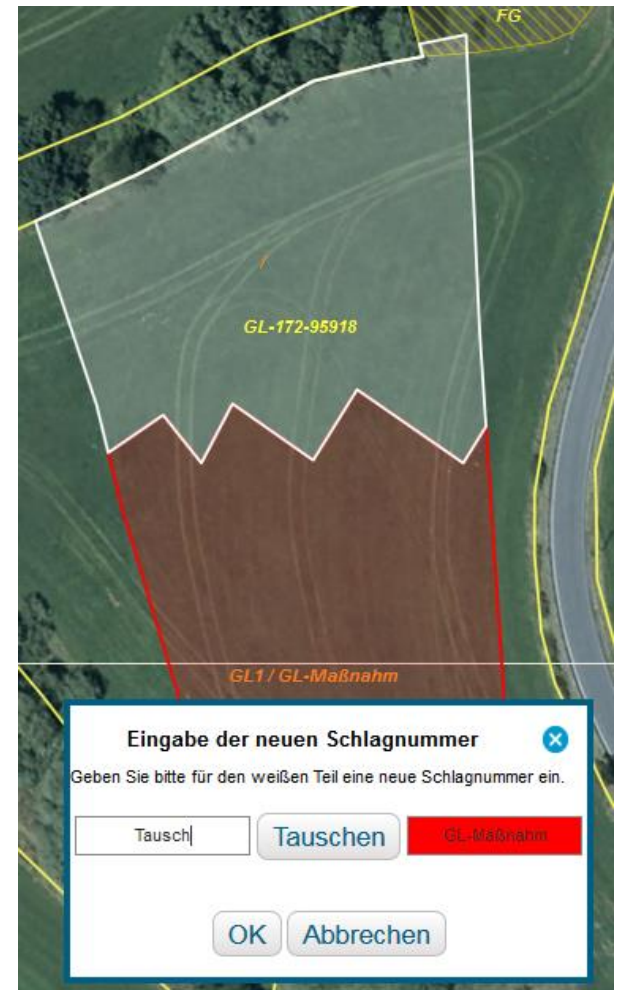 FG
GL-172-95918
GL1 / GL-Maßnahm
Eingabe der neuen Schlagnummer
Geben Sie bitte für den weißen Teil eine neue Schlagnummer ein.
Tausch Tauschen GL-Maßnahm
OK Abbrechen